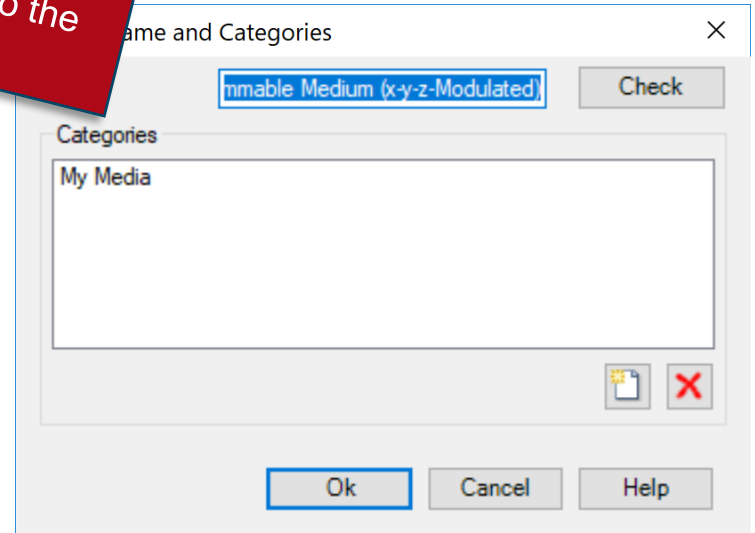 o the
ame and Categories
mmable Medium (x-y-z-Modulated)
Check
Categories
My Media
Ok
Cancel
Help